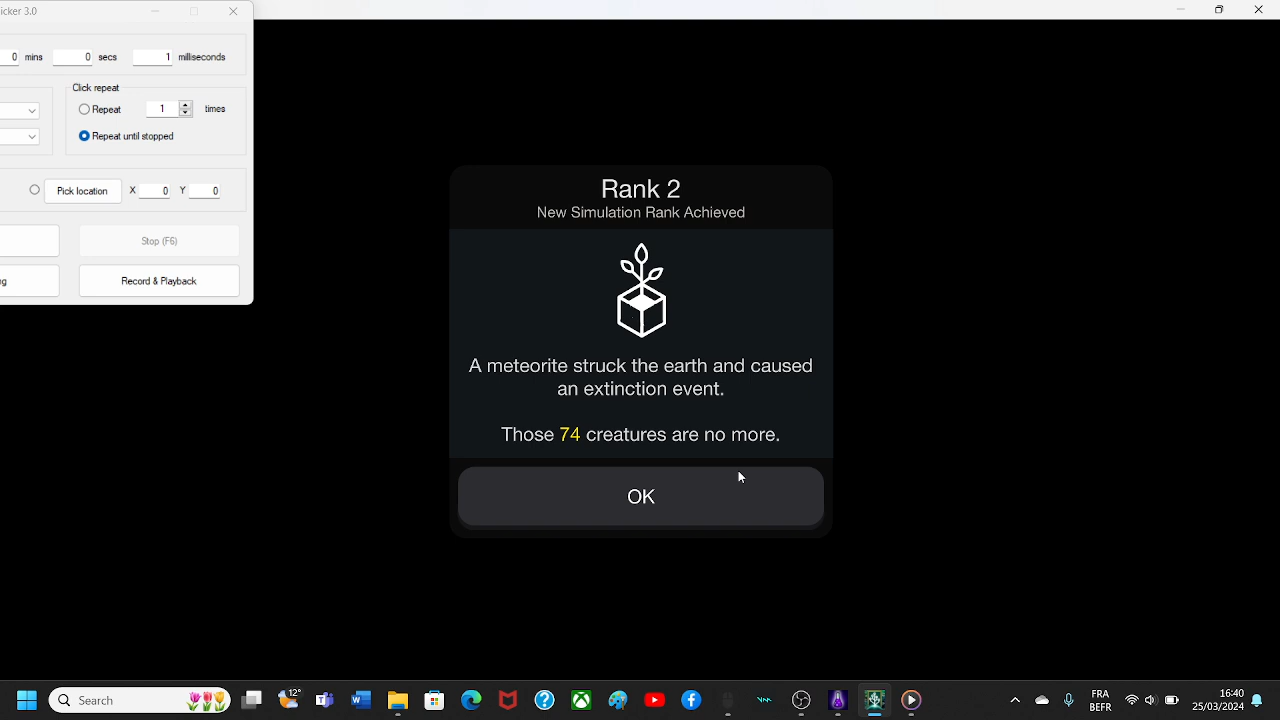 icker 3.0
0 mins 0 secs 1 milliseconds
Click repeat
Repeat 1 times
Repeat until stopped
Pick location X 0 Y 0
Stop (F6)
ng
Record & Playback
Rank 2
New Simulation Rank Achieved
A meteorite struck the earth and caused
an extinction event.
Those 74 creatures are no more.
OK
Search
12°
FRA
BEFR
16:40
25/03/2024